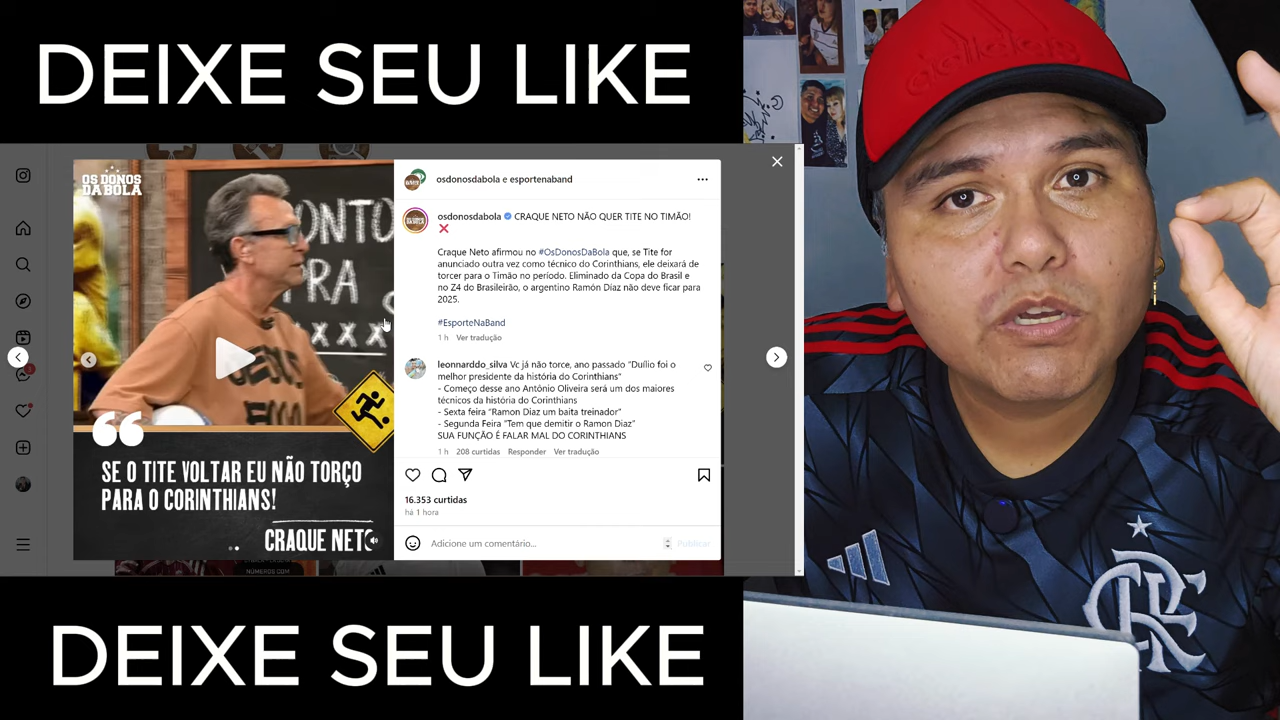 DEIXE SEU LIKE
OS DONOS
DA BOLA
osdonosdabola e esportenaband
osdonosdabola CRAQUE NETO NÃO QUER TITE NO TIMÃO!
Craque Neto afirmou no #OsDonosDaBola que, se Tite for
anunciado outra vez como técnico do Corinthians, ele deixará de
torcer para o Timão no período. Eliminado da Copa do Brasil e
no Z4 do Brasileirão, o argentino Ramón Díaz não deve ficar para
2025.
#EsporteNaBand
1 h Ver tradução
leonnarddo_silva Vc já não torce, ano passado "Duílio foi o
melhor presidente da história do Corinthians"
- Começo desse ano Antônio Oliveira será um dos maiores
técnicos da história do Corinthians
- Sexta feira "Ramon Diaz um baita treinador"
- Segunda Feira "Tem que demitir o Ramon Diaz"
SUA FUNÇÃO É FALAR MAL DO CORINTHIANS
1 h 208 curtidas Responder Ver tradução
16.353 curtidas
há 1 hora
Adicione um comentário...
Publicar
JESUS
SE O TITE VOLTAR EU NÃO TORÇO
PARA O CORINTHIANS!
CRAQUE NETO
NÚMEROS COM
DEIXE SEU LIKE
adidas
CRF